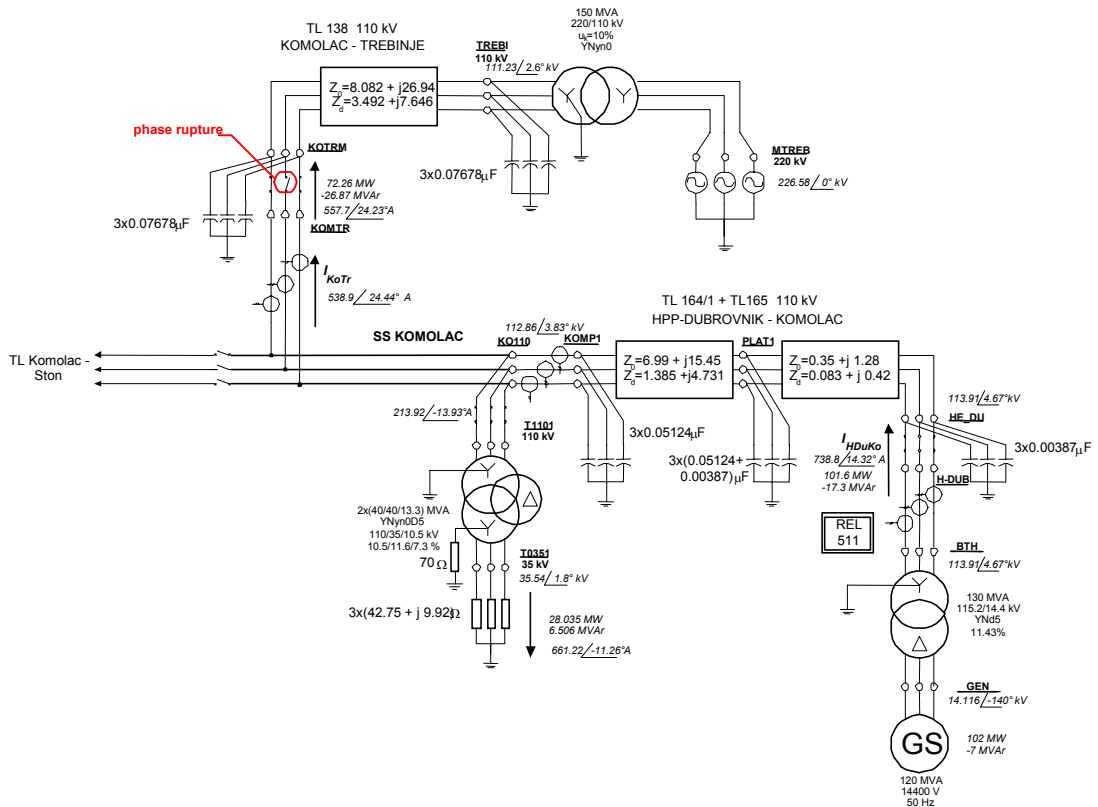 TL 138 110 kV
KOMOLAC - TREBINJE
150 MVA
220/110 kV
uk=10%
YNyn0
TREBI
110 kV
111.23/2.6° kV
Z0=8.082 + j26.94
Zd=3.492 +j7.646
phase rupture
KOTRM
3x0.07678µF
MTREB
220 kV
226.58/0° kV
72.26 MW
-26.87 MVAr
557.7/24.23°A
3x0.07678µF
KOMTR
IKoTr
538.9/24.44° A
TL 164/1 + TL165 110 kV
HPP-DUBROVNIK - KOMOLAC
SS KOMOLAC
112.86/3.83° kV
KO110
KOMP1
PLAT1
TL Komolac -
Ston
Z0=6.99 + j15.45
Zd=1.385 +j4.731
Z0=0.35 +j 1.28
Zd=0.083 + j 0.42
113.91/4.67°kV
HE_DU
213.92/-13.93°A
T1101
110 kV
3x0.05124µF
3x(0.05124+
0.00387)µF
IHDuKo
738.8/14.32° A
101.6 MW
-17.3 MVAr
3x0.00387µF
H-DUB
REL
511
2x(40/40/13.3) MVA
YNyn0D5
110/35/10.5 kV
10.5/11.6/7.3 %
70Ω
T0351
35 kV
35.54/1.8° kV
BTH
113.91/4.67kV
130 MVA
115.2/14.4 kV
YNd5
11.43%
3x(42.75 + j 9.92)Ω
28.035 MW
6.506 MVAr
661.22/-11.26°A
GEN
14.116/-140° kV
GS
102 MW
-7 MVAr
120 MVA
14400 V
50 Hz